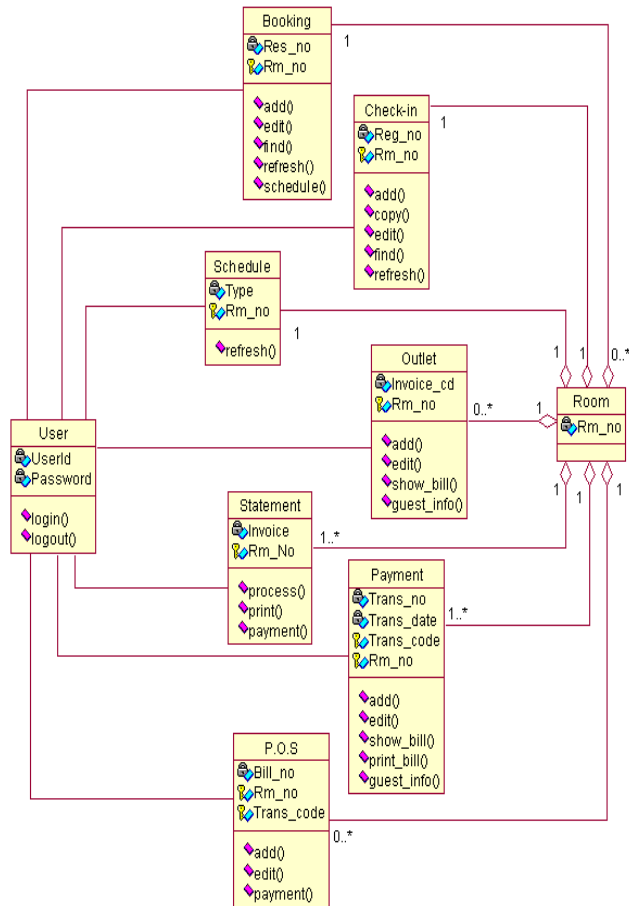 Booking
Res_no
Rm_no
add()
edit()
find()
refresh()
schedule()
1
0..*
Check-in
Reg_no
Rm_no
add()
copy()
edit()
find()
refresh()
1
1
Schedule
Type
Rm_no
refresh()
1
1
Outlet
Invoice_cd
Rm_no
add()
edit()
show_bill()
guest_info()
0..*
1
Room
Rm_no
User
UserId
Password
login()
logout()
Statement
Invoice
Rm_No
process()
print()
payment()
1..*
1
Payment
Trans_no
Trans_date
Trans_code
Rm_no
add()
edit()
show_bill()
print_bill()
guest_info()
1..*
1
P.O.S
Bill_no
Rm_no
Trans_code
add()
edit()
payment()
0..*
1